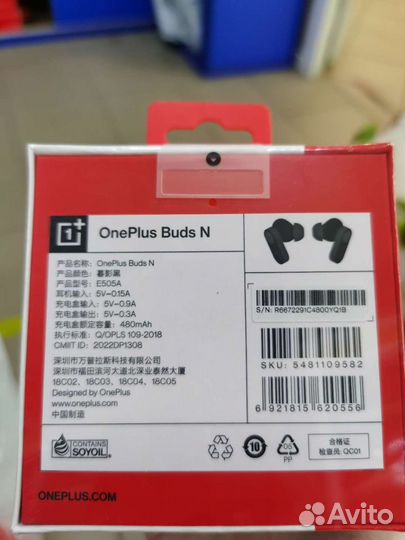 OnePlus Buds N
产品名称: OnePlus Buds N
产品颜色: 暮影黑
产品型号: E505A
耳机输入: 5V⎓0.15A
充电盒输入: 5V⎓0.9A
充电盒输出: 5V⎓0.3A
充电盒额定容量: 480mAh
执行标准: Q/OPLS 109-2018
CMIIT ID: 2022DP1308
深圳市万普拉斯科技有限公司
深圳市福田滨河大道北深业泰然大厦
18C02、18C03、18C04、18C05
Designed by OnePlus
www.oneplus.com
中国制造
S/N: R6672291C4800YQ1B
SKU: 5481109582
6 921815 620556
CONTAINS
SOYOIL
10
05
PP
合格证
检查员: QC01
ONEPLUS.COM
Avito